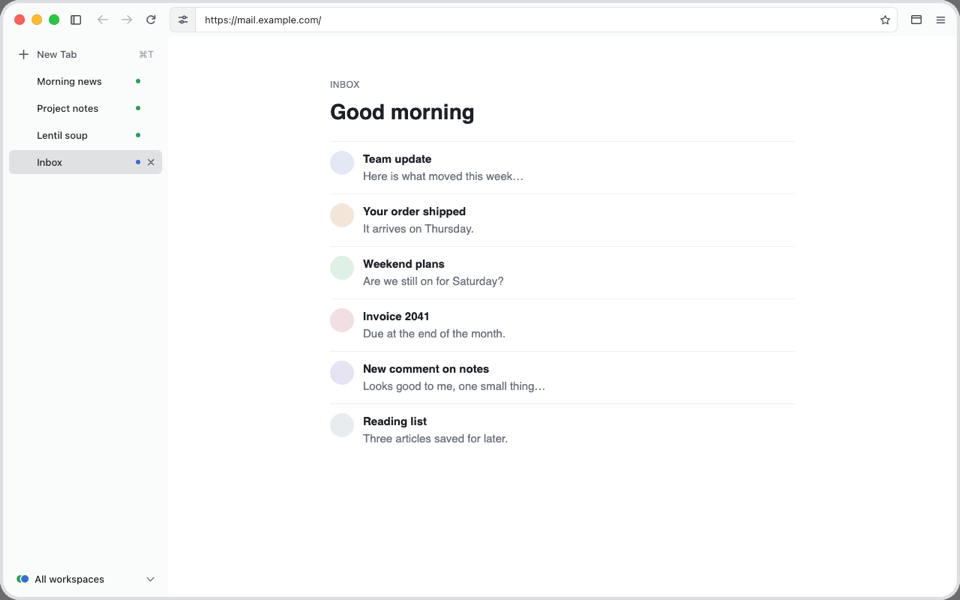 https://mail.example.com/
New Tab ⌘T
Morning news
Project notes
Lentil soup
Inbox
All workspaces
INBOX
Good morning
Team update
Here is what moved this week…
Your order shipped
It arrives on Thursday.
Weekend plans
Are we still on for Saturday?
Invoice 2041
Due at the end of the month.
New comment on notes
Looks good to me, one small thing…
Reading list
Three articles saved for later.